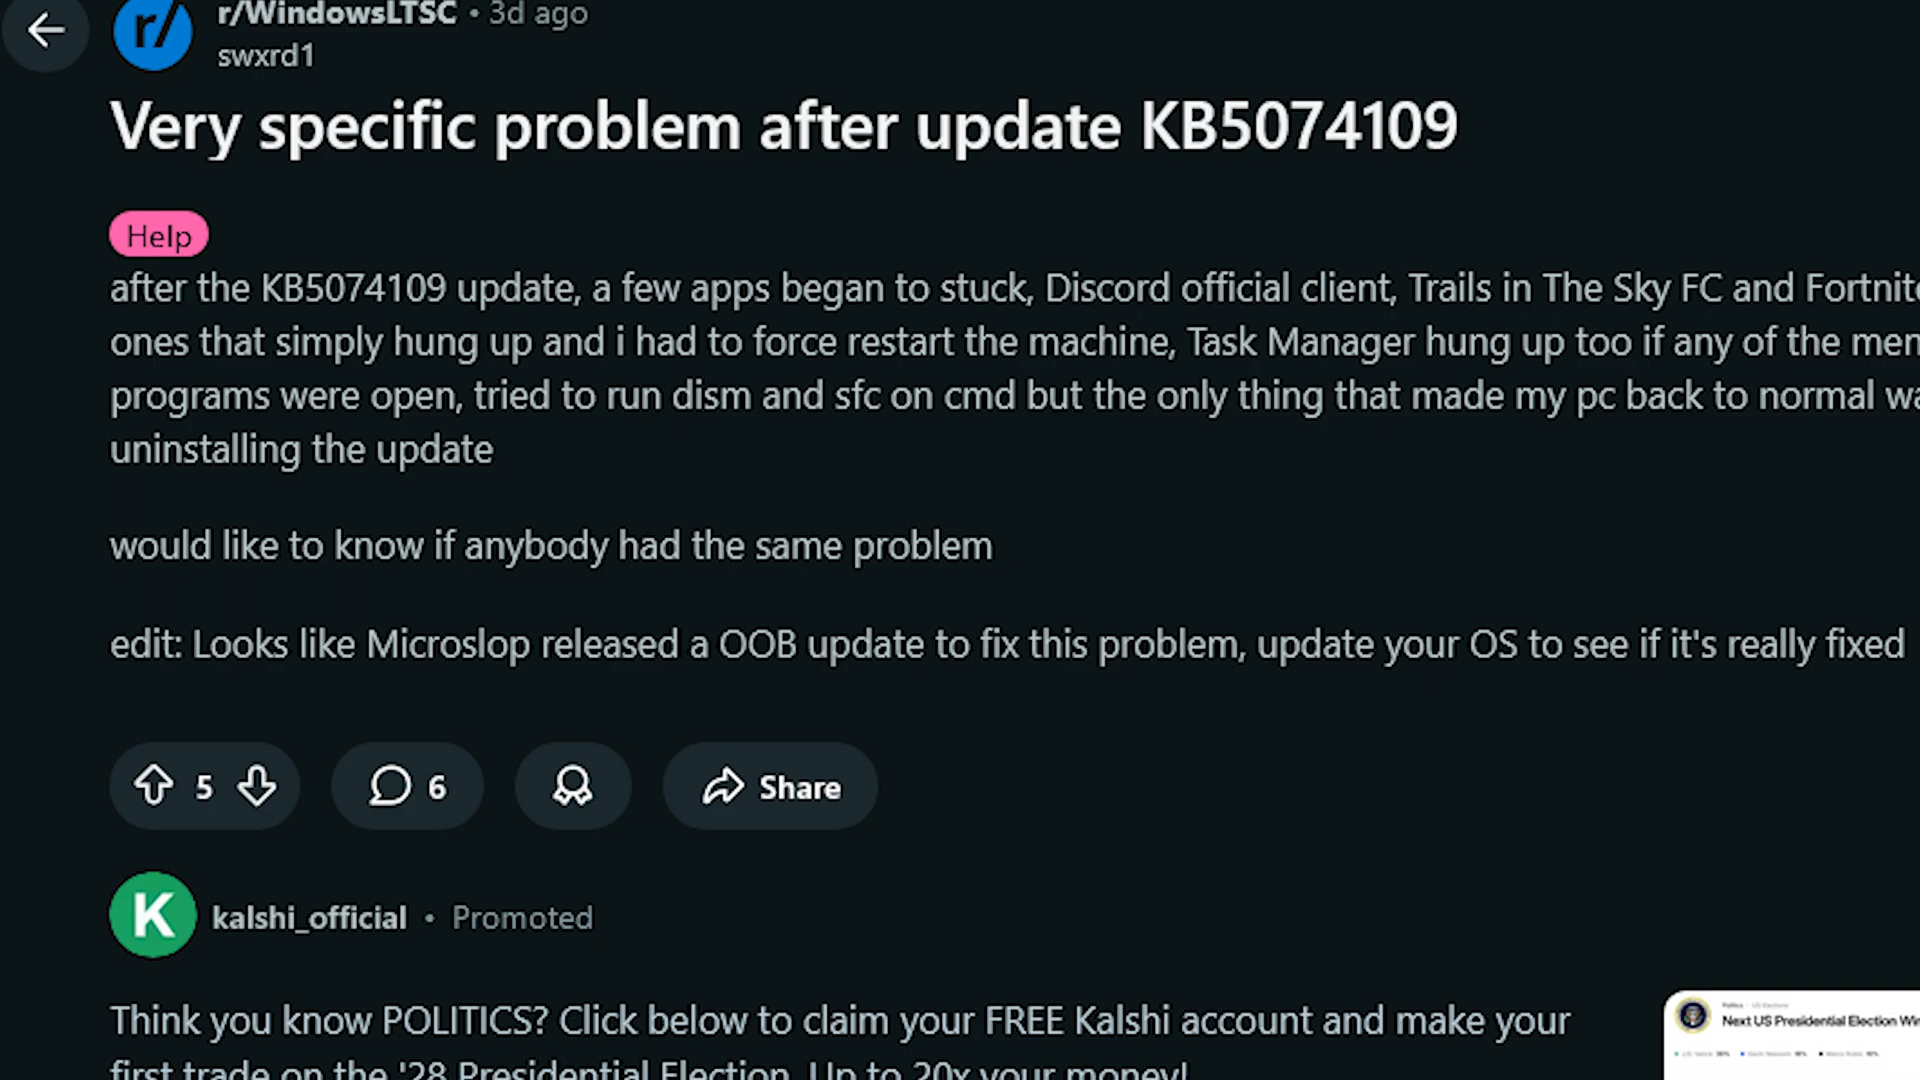 r/WindowsLTSC • 3d ago
swxrd1
Very specific problem after update KB5074109
Help
after the KB5074109 update, a few apps began to stuck, Discord official client, Trails in The Sky FC and Fortnite
ones that simply hung up and i had to force restart the machine, Task Manager hung up too if any of the men
programs were open, tried to run dism and sfc on cmd but the only thing that made my pc back to normal wa
uninstalling the update
would like to know if anybody had the same problem
edit: Looks like Microslop released a OOB update to fix this problem, update your OS to see if it's really fixed
5
6
Share
K
kalshi_official • Promoted
Think you know POLITICS? Click below to claim your FREE Kalshi account and make your
first trade on the '28 Presidential Election. Up to 20x your money!
Next US Presidential Election Win